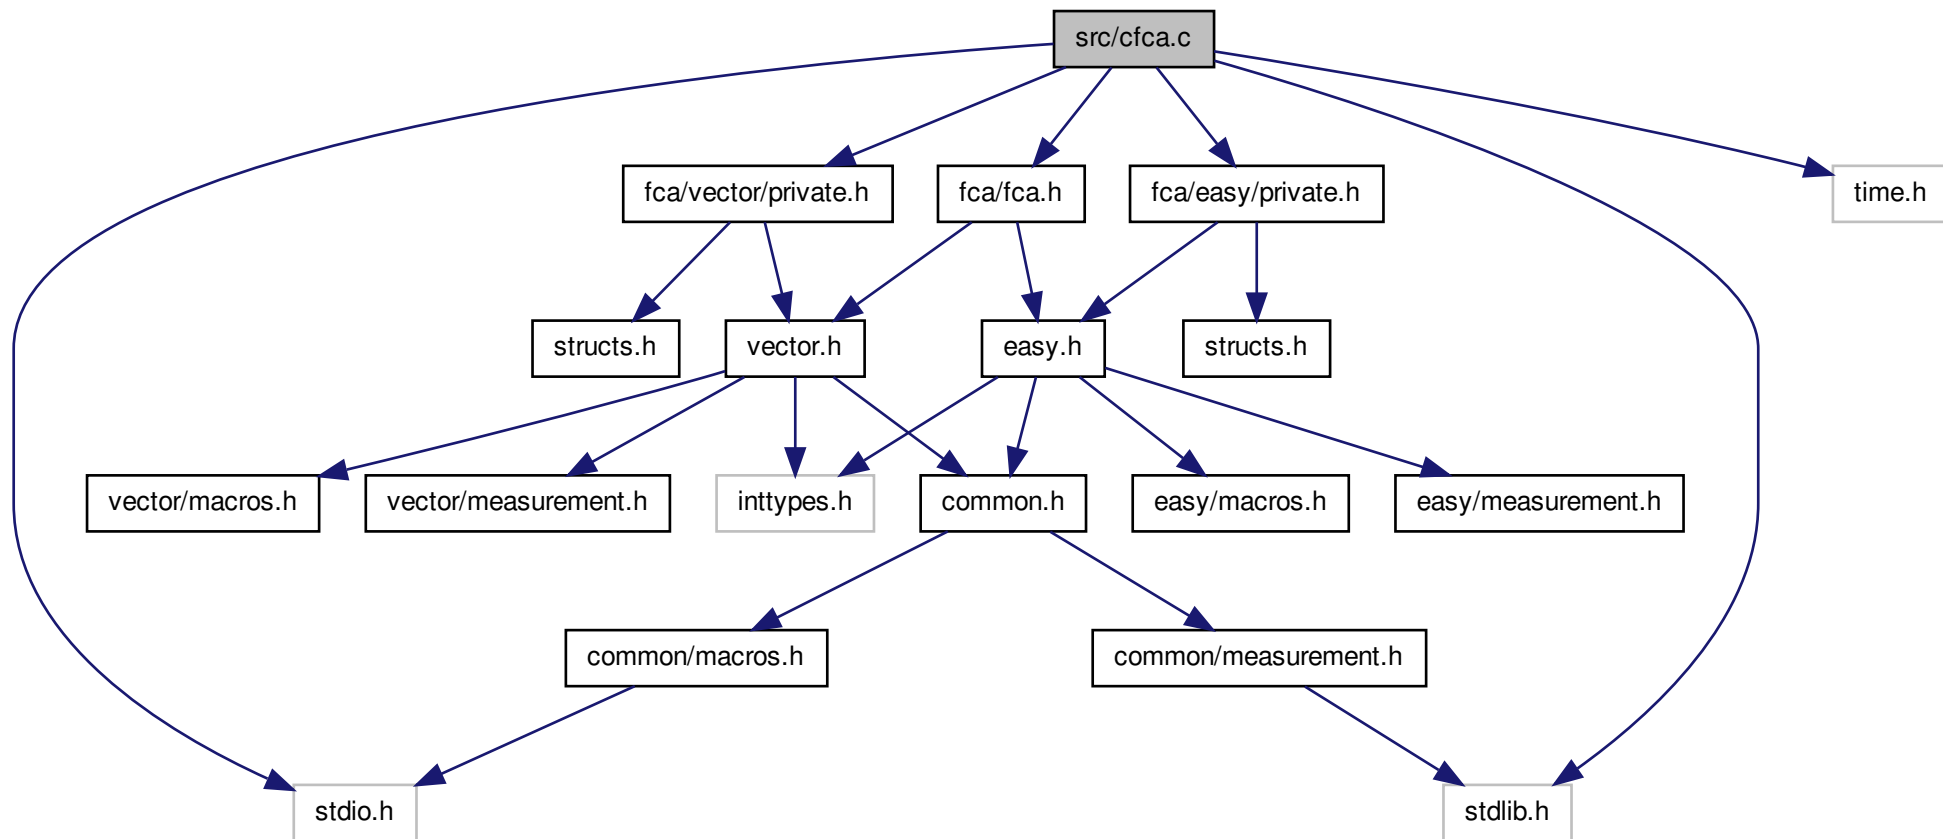 src/cfca.c
fca/vector/private.h
fca/fca.h
fca/easy/private.h
time.h
structs.h
vector.h
easy.h
structs.h
vector/macros.h
vector/measurement.h
inttypes.h
common.h
easy/macros.h
easy/measurement.h
common/macros.h
common/measurement.h
stdio.h
stdlib.h